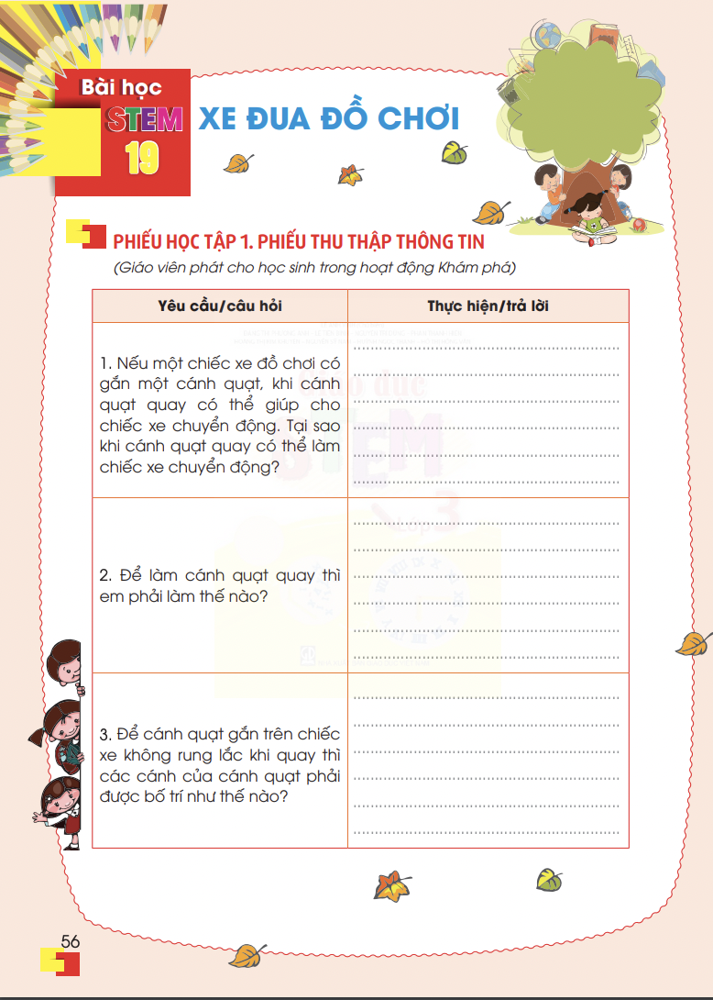 Bài học
STEM
19
XE ĐUA ĐỒ CHƠI
PHIẾU HỌC TẬP 1. PHIẾU THU THẬP THÔNG TIN
(Giáo viên phát cho học sinh trong hoạt động Khám phá)
Yêu cầu/câu hỏi
Thực hiện/trả lời
1. Nếu một chiếc xe đồ chơi có
gắn một cánh quạt, khi cánh
quạt quay có thể giúp cho
chiếc xe chuyển động. Tại sao
khi cánh quạt quay có thể làm
chiếc xe chuyển động?
2. Để làm cánh quạt quay thì
em phải làm thế nào?
3. Để cánh quạt gắn trên chiếc
xe không rung lắc khi quay thì
các cánh của cánh quạt phải
được bố trí như thế nào?
Giáo dục
STEM
Lớp 3
56